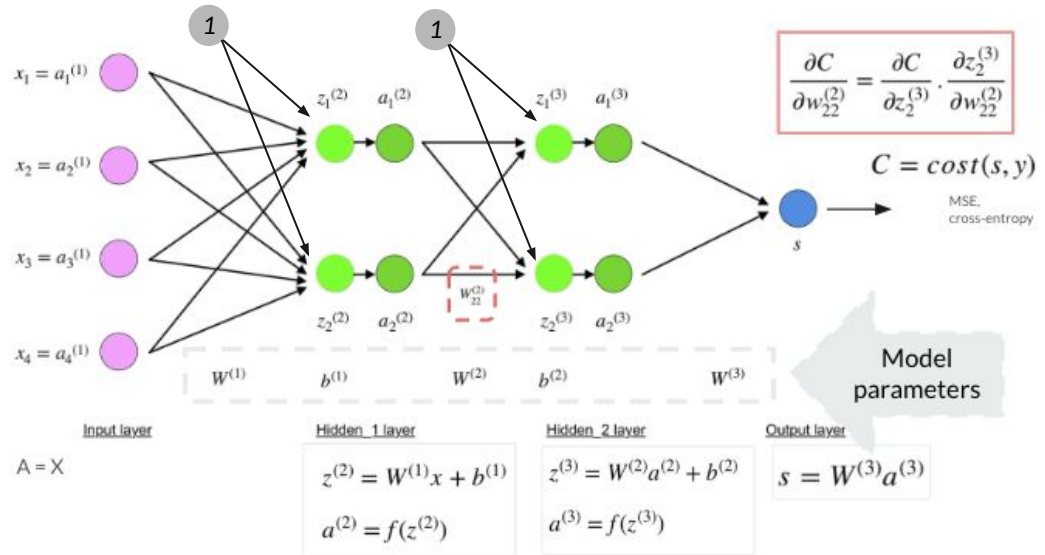 1
1
x₁ = a₁⁽¹⁾
x₂ = a₂⁽¹⁾
x₃ = a₃⁽¹⁾
x₄ = a₄⁽¹⁾
z₁⁽²⁾ a₁⁽²⁾
z₁⁽³⁾ a₁⁽³⁾
z₂⁽²⁾ a₂⁽²⁾
w₂₂⁽²⁾
z₂⁽³⁾ a₂⁽³⁾
s
∂C/∂w₂₂⁽²⁾ = ∂C/∂z₂⁽³⁾ . ∂z₂⁽³⁾/∂w₂₂⁽²⁾
C = cost(s, y)
MSE,
cross-entropy
W⁽¹⁾ b⁽¹⁾ W⁽²⁾ b⁽²⁾ W⁽³⁾
Model
parameters
Input layer
A = X
Hidden_1 layer
z⁽²⁾ = W⁽¹⁾x + b⁽¹⁾
a⁽²⁾ = f(z⁽²⁾)
Hidden_2 layer
z⁽³⁾ = W⁽²⁾a⁽²⁾ + b⁽²⁾
a⁽³⁾ = f(z⁽³⁾)
Output layer
s = W⁽³⁾a⁽³⁾